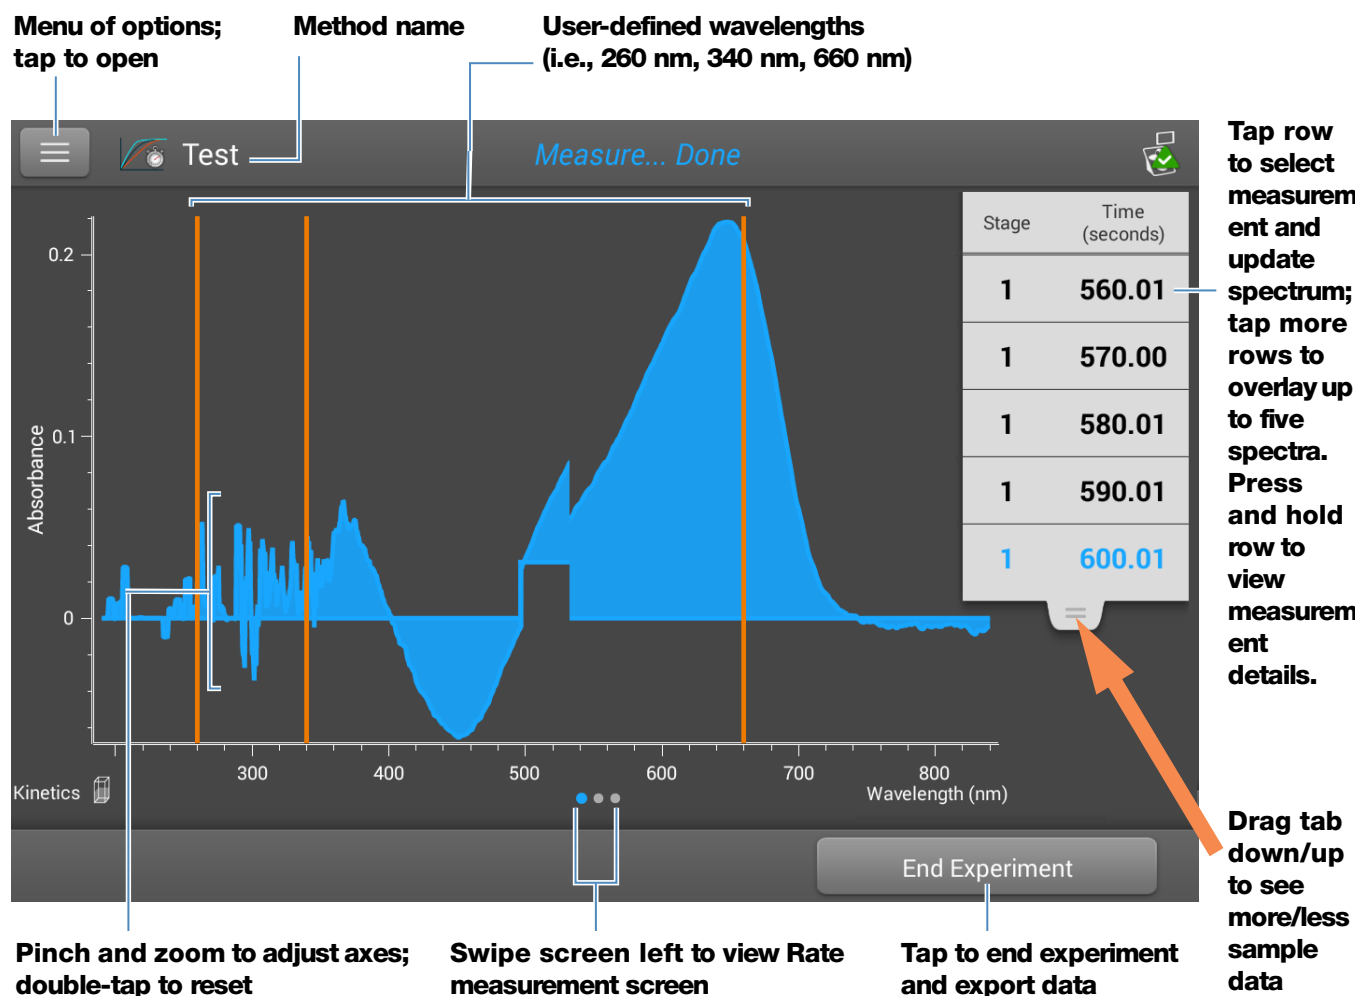 Menu of options;
tap to open
Method name
User-defined wavelengths
(i.e., 260 nm, 340 nm, 660 nm)
Test
Measure... Done
Stage
Time
(seconds)
1 560.01
1 570.00
1 580.01
1 590.01
1 600.01
Tap row
to select
measurem
ent and
update
spectrum;
tap more
rows to
overlay up
to five
spectra.
Press
and hold
row to
view
measurem
ent
details.
0.2
0.1
0
Absorbance
300 400 500 600 700 800
Wavelength (nm)
Kinetics
End Experiment
Drag tab
down/up
to see
more/less
sample
data
Pinch and zoom to adjust axes;
double-tap to reset
Swipe screen left to view Rate
measurement screen
Tap to end experiment
and export data